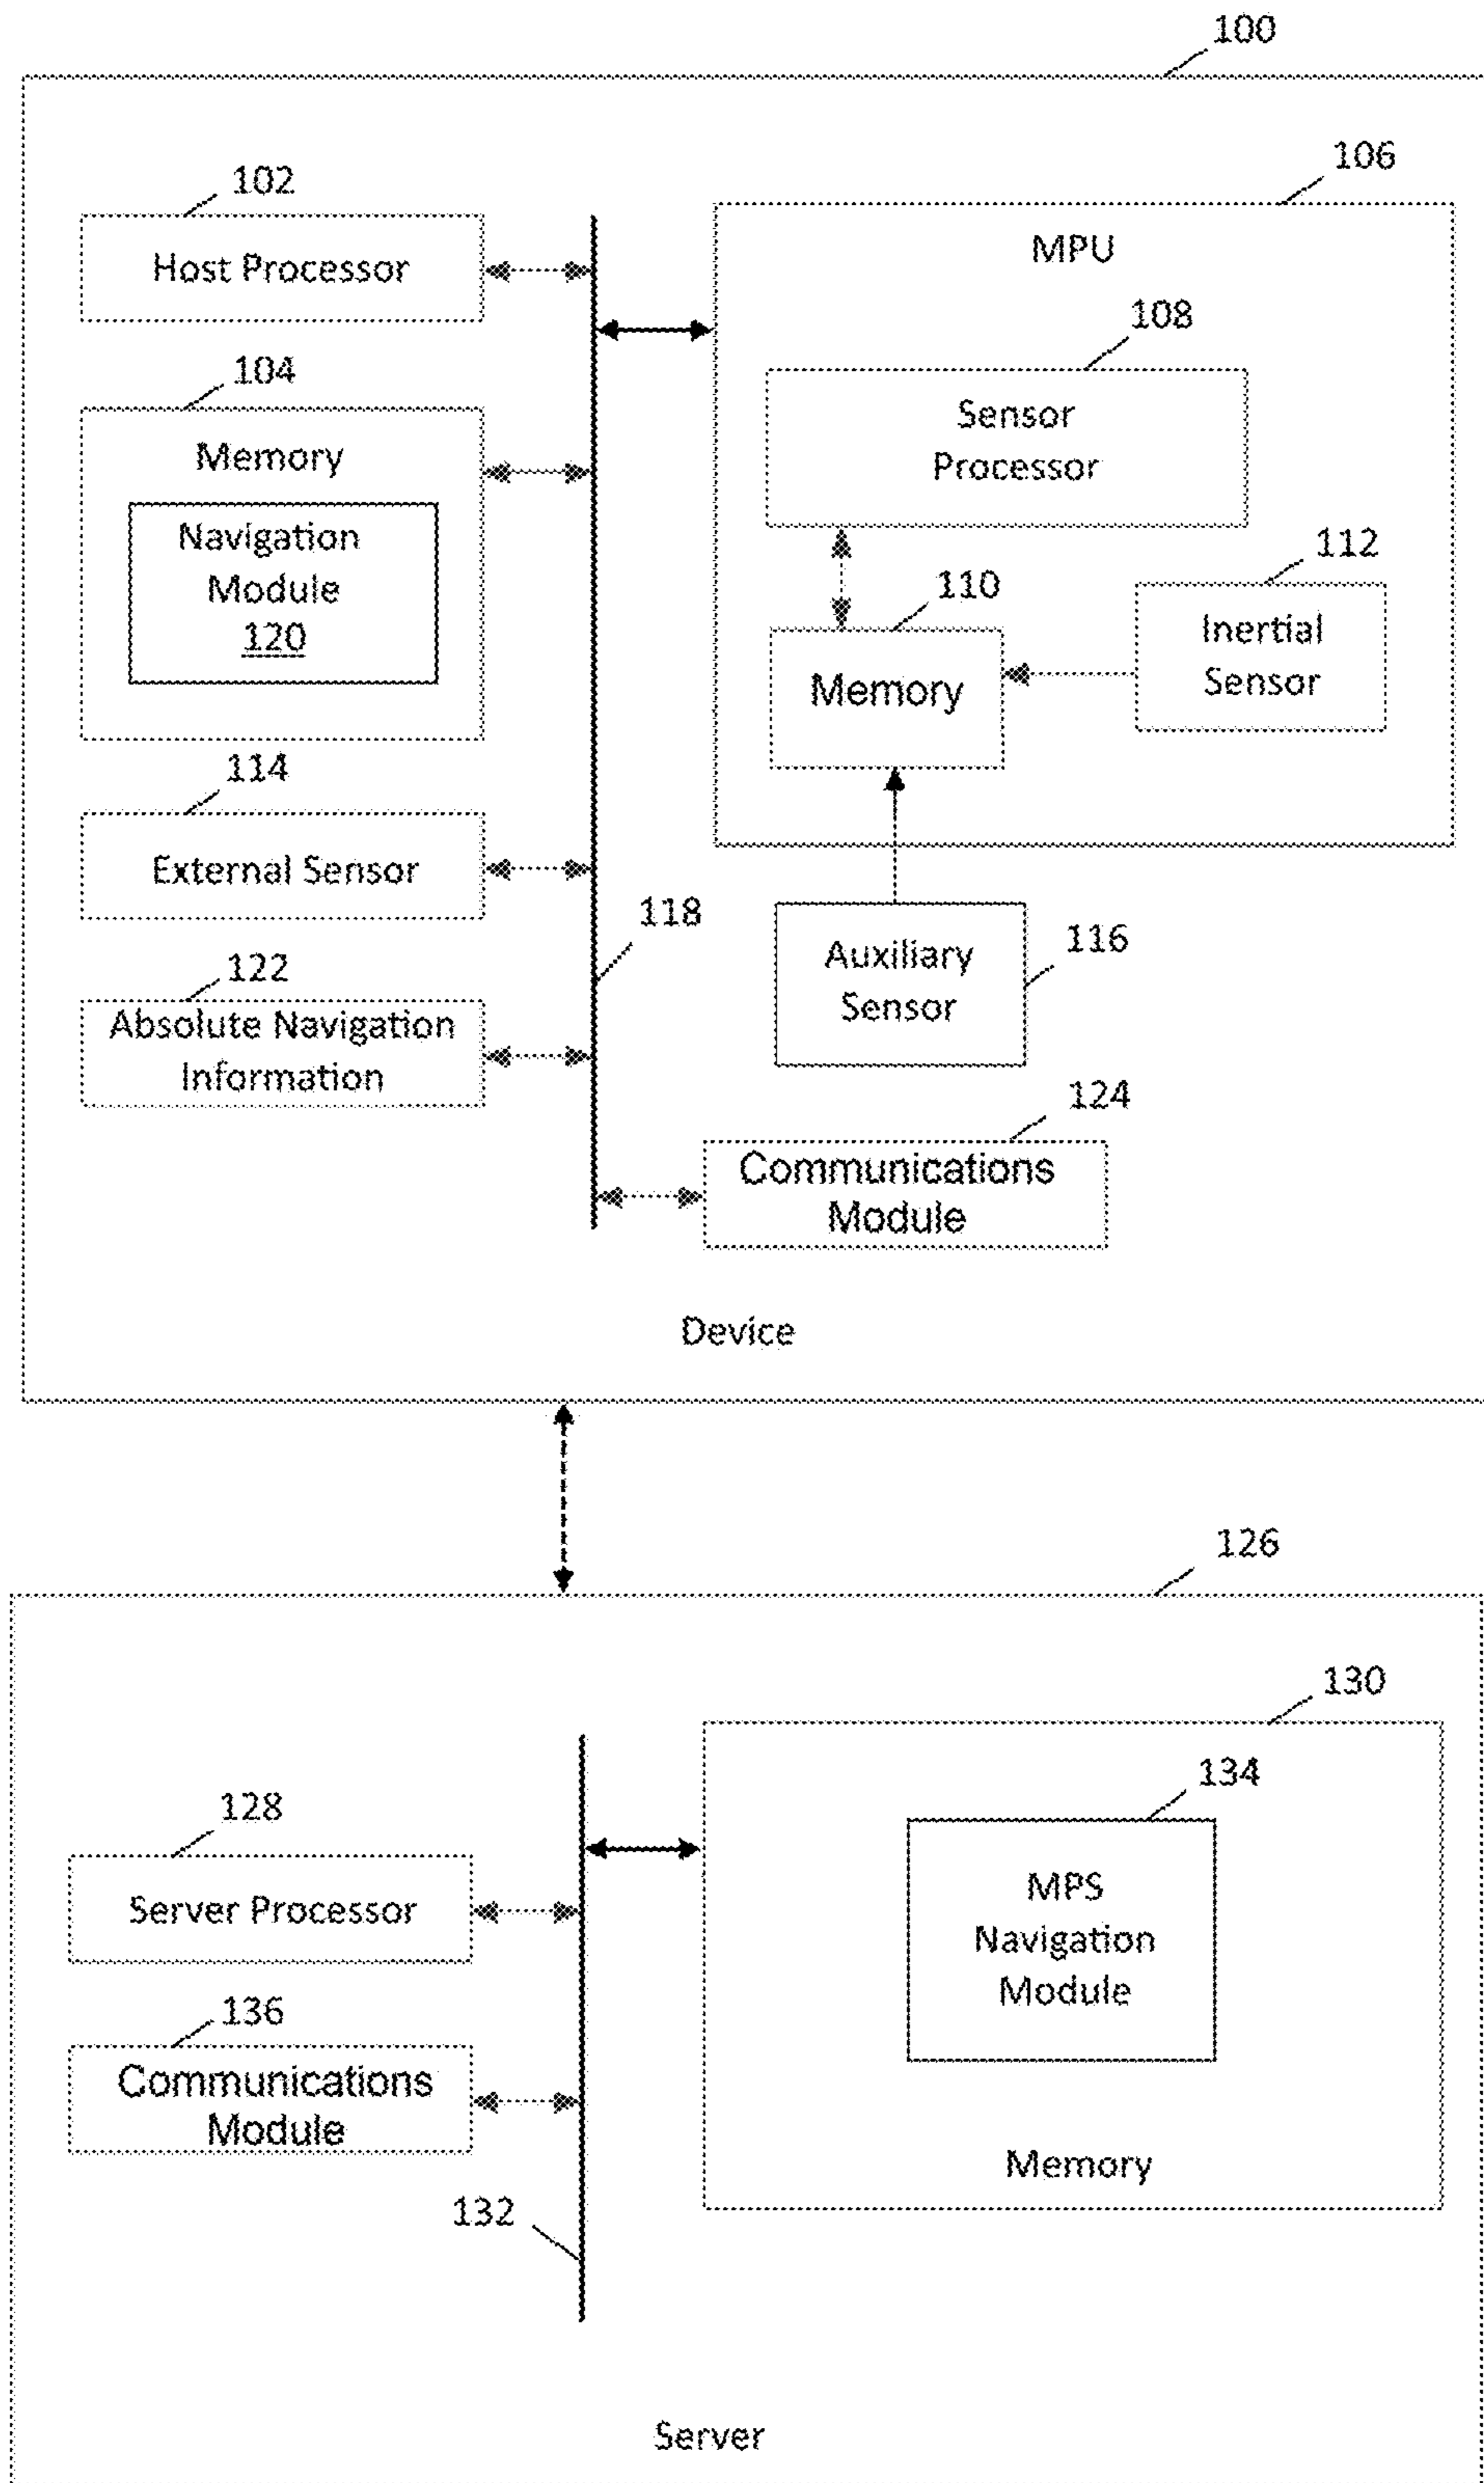 100
102
Host Processor
106
MPU
108
Sensor
Processor
104
Memory
Navigation
Module
120
110
Memory
112
Inertial
Sensor
114
External Sensor
118
116
Auxiliary
Sensor
122
Absolute Navigation
Information
124
Communications
Module
Device
126
130
134
MPS
Navigation
Module
Memory
128
Server Processor
136
Communications
Module
132
Server